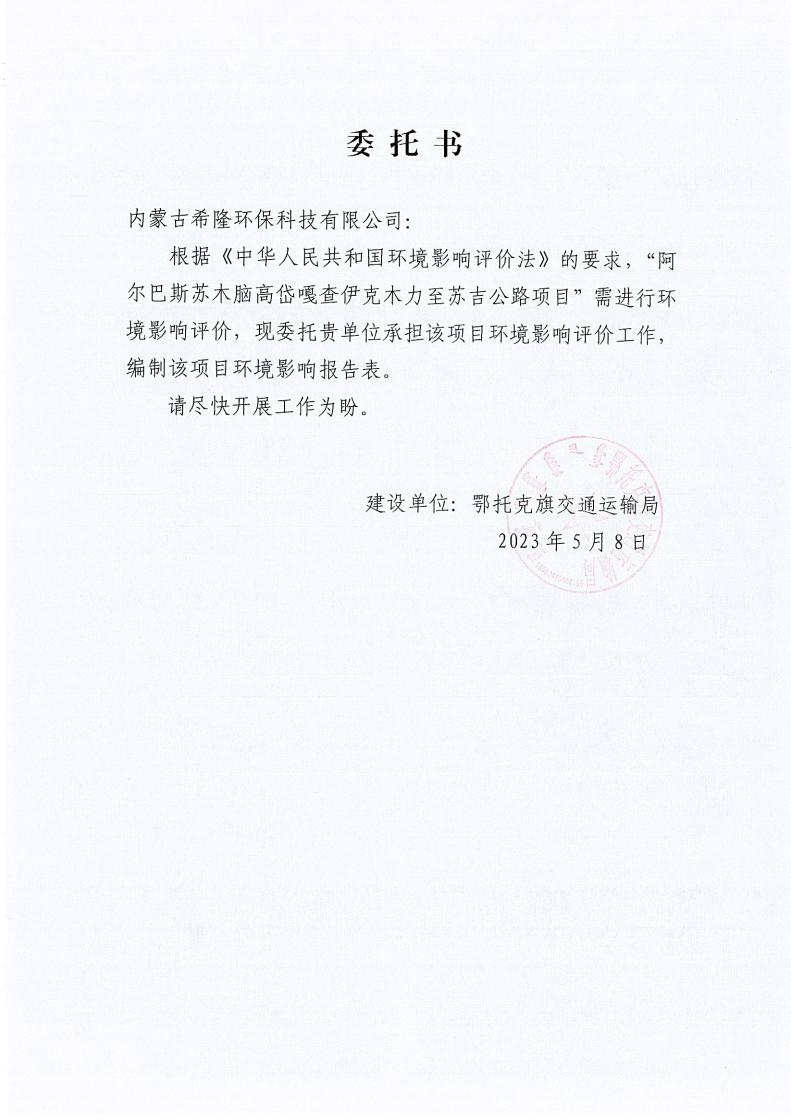 委托书
内蒙古希隆环保科技有限公司：
根据《中华人民共和国环境影响评价法》的要求，“阿
尔巴斯苏木脑高岱嘎查伊克木力至苏吉公路项目”需进行环
境影响评价，现委托贵单位承担该项目环境影响评价工作，
编制该项目环境影响报告表。
请尽快开展工作为盼。
建设单位：鄂托克旗交通运输局
2023年5月8日